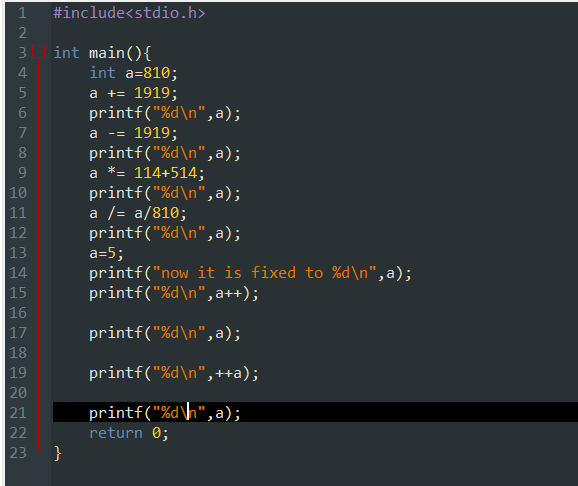 1 #include<stdio.h>
2
3 int main(){
4     int a=810;
5     a += 1919;
6     printf("%d\n",a);
7     a -= 1919;
8     printf("%d\n",a);
9     a *= 114+514;
10     printf("%d\n",a);
11     a /= a/810;
12     printf("%d\n",a);
13     a=5;
14     printf("now it is fixed to %d\n",a);
15     printf("%d\n",a++);
16
17     printf("%d\n",a);
18
19     printf("%d\n",++a);
20
21     printf("%d\n",a);
22     return 0;
23 }